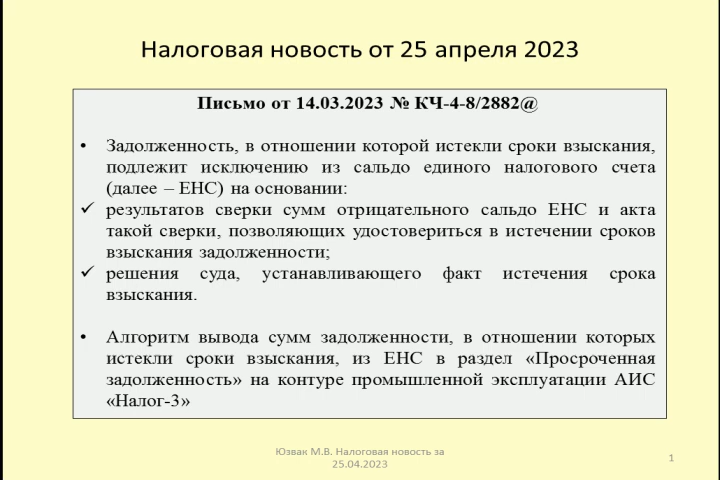 Налоговая новость от 25 апреля 2023
Письмо от 14.03.2023 № КЧ-4-8/2882@
• Задолженность, в отношении которой истекли сроки взыскания,
подлежит исключению из сальдо единого налогового счета
(далее – ЕНС) на основании:
✓ результатов сверки сумм отрицательного сальдо ЕНС и акта
такой сверки, позволяющих удостовериться в истечении сроков
взыскания задолженности;
✓ решения суда, устанавливающего факт истечения срока
взыскания.
• Алгоритм вывода сумм задолженности, в отношении которых
истекли сроки взыскания, из ЕНС в раздел «Просроченная
задолженность» на контуре промышленной эксплуатации АИС
«Налог-3»
Юзвак М.В. Налоговая новость за
25.04.2023
1